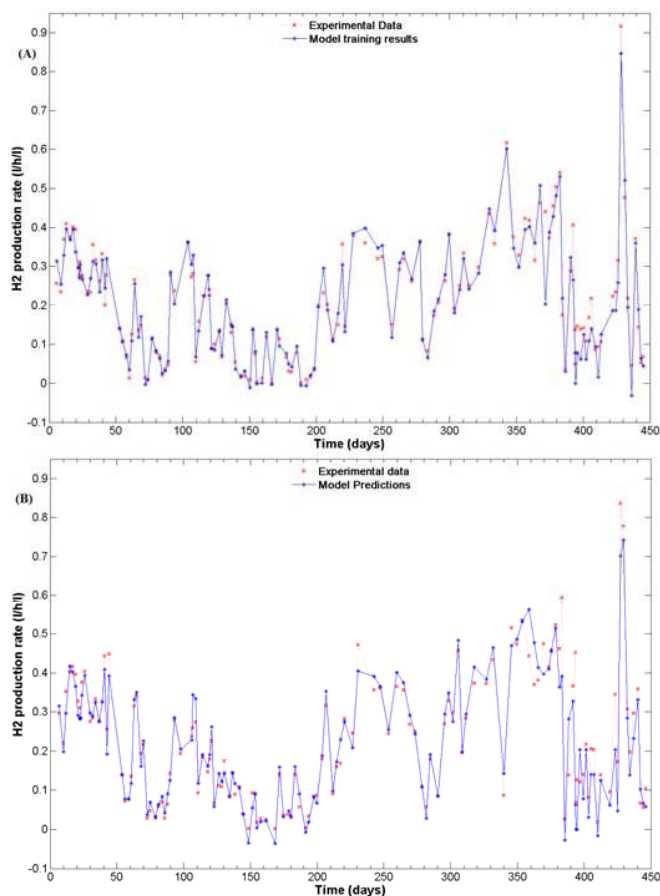 (A)
Experimental Data
Model training results
H2 production rate (l/h/l)
0.9
0.8
0.7
0.6
0.5
0.4
0.3
0.2
0.1
0
-0.1
0 50 100 150 200 250 300 350 400 450
Time (days)
(B)
Experimental data
Model Predictions
H2 production rate (l/h/l)
0.9
0.8
0.7
0.6
0.5
0.4
0.3
0.2
0.1
0
-0.1
0 50 100 150 200 250 300 350 400 450
Time (days)